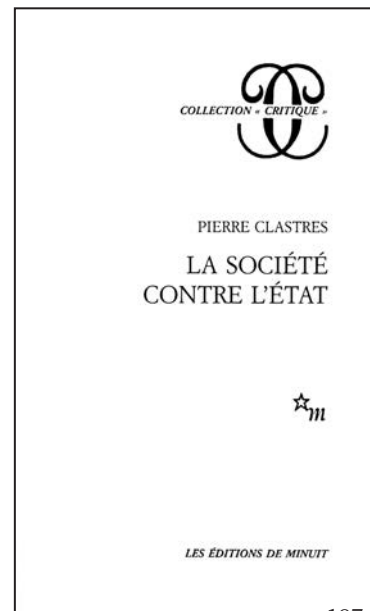 COLLECTION « CRITIQUE »
PIERRE CLASTRES
LA SOCIÉTÉ
CONTRE L'ÉTAT
m
LES ÉDITIONS DE MINUIT